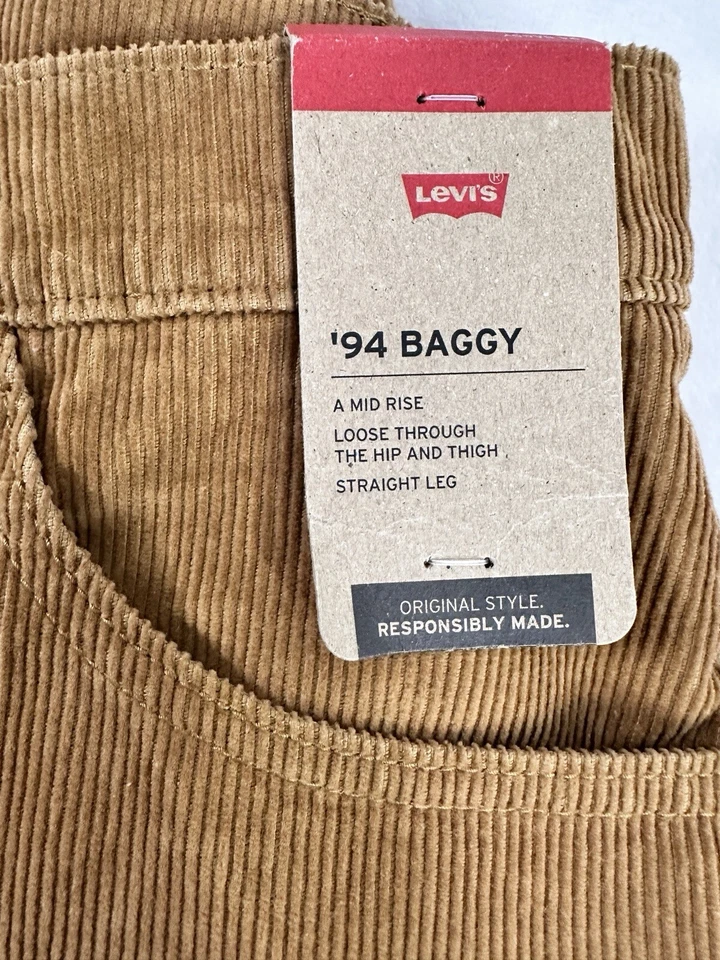 Levi's®
'94 BAGGY
A MID RISE
LOOSE THROUGH
THE HIP AND THIGH
STRAIGHT LEG
ORIGINAL STYLE.
RESPONSIBLY MADE.